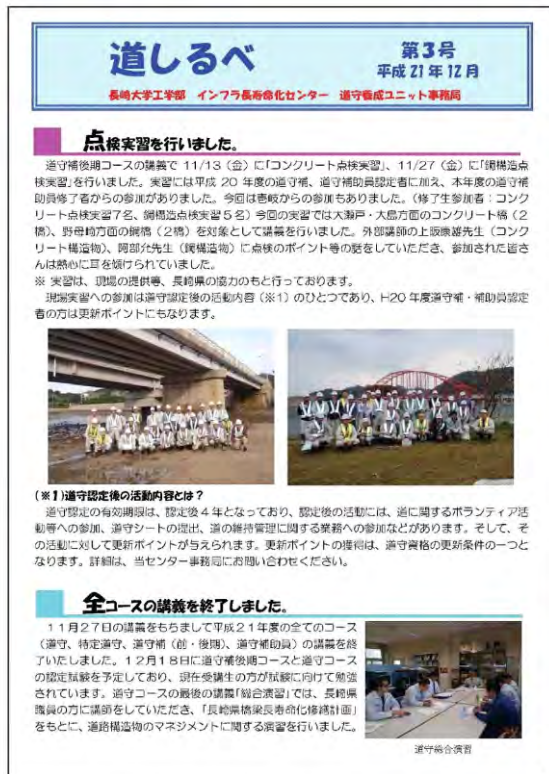 道しるべ
第3号
平成21年12月
長崎大学工学部 インフラ長寿命化センター 道守養成ユニット事務局
点検実習を行いました。
道守補後期コースの講義で 11/13（金）に「コンクリート点検実習」、11/27（金）に「鋼構造点
検実習」を行いました。実習には平成 20 年度の道守補、道守補助員認定者に加え、本年度の道守補
助員修了者からの参加がありました。今回は壱岐からの参加もありました。（修了生参加者：コンク
リート点検実習7名、鋼構造点検実習5名）今回の実習では大瀬戸・大島方面のコンクリート橋（2
橋）、野母崎方面の鋼橋（2橋）を対象として講義を行いました。外部講師の上阪康雄先生（コンク
リート構造物）、阿部允先生（鋼構造物）に点検のポイント等の話をしていただき、参加された皆さ
んは熱心に耳を傾けられていました。
※ 実習は、現場の提供等、長崎県の協力のもと行っております。
現場実習への参加は道守認定後の活動内容（※1）のひとつであり、H20 年度道守補・補助員認定
者の方は更新ポイントにもなります。
(※1)道守認定後の活動内容とは？
道守認定の有効期限は、認定後4年となっており、認定後の活動には、道に関するボランティア活
動等への参加、道守シートの提出、道の維持管理に関する業務への参加などがあります。そして、そ
の活動に対して更新ポイントが与えられます。更新ポイントの獲得は、道守資格の更新条件の一つと
なります。詳細は、当センター事務局にお問い合わせください。
全コースの講義を終了しました。
１１月２７日の講義をもちまして平成２１年度の全てのコース
（道守、特定道守、道守補（前・後期）、道守補助員）の講義を終
了いたしました。１２月１８日に道守補後期コースと道守コース
の認定試験を予定しており、現在受講生の方が試験に向けて勉強
されています。道守コースの最後の講義「総合演習」では、長崎県
職員の方に講師をしていただき、「長崎県橋梁長寿命化修繕計画」
をもとに、道路構造物のマネジメントに関する演習を行いました。
道守総合演習